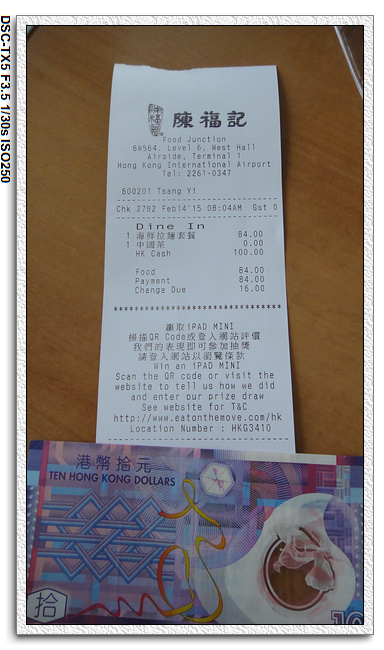 DSC-TX5 F3.5 1/30s ISO250
陳福記
Food Junction
6W564. Level 6, West Hall
Airside, Terminal 1
Hong Kong International Airport
Tel: 2261-0347
600201 Tsang Yi
Chk 2782 Feb14'15 08:04AM Gst 0
Dine In
1 海鮮拉麵套餐 84.00
1 中國茶 0.00
HK Cash 100.00
Food 84.00
Payment 84.00
Change Due 16.00
******************************
贏取iPAD MINI
掃描QR Code或登入網站評價
我們的表現即可參加抽獎
請登入網站以瀏覽條款
Win an iPAD MINI
Scan the QR code or visit the
website to tell us how we did
and enter our prize draw
See website for T&C
http://www.eatonthemove.com/hk
Location Number : HKG3410
港幣拾元
TEN HONG KONG DOLLARS
拾
10